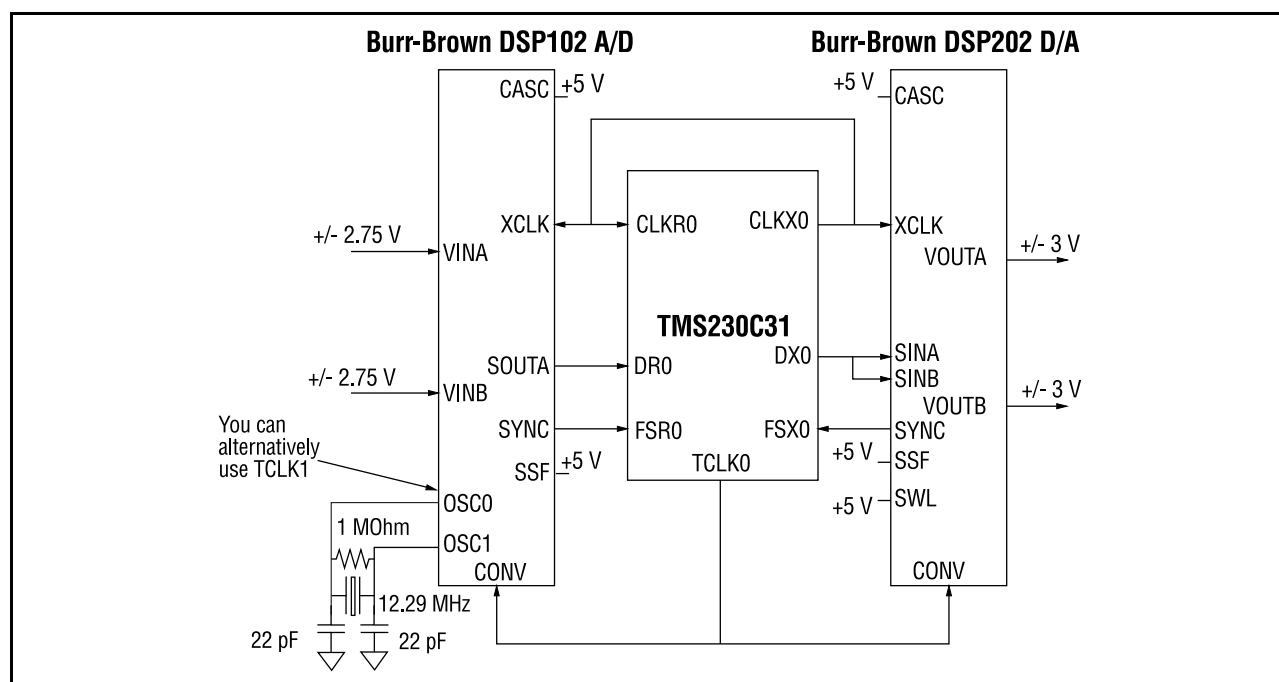 Burr-Brown DSP102 A/D
Burr-Brown DSP202 D/A
CASC
+5 V
+5 V
CASC
XCLK
CLKR0
CLKX0
XCLK
+/- 2.75 V
VINA
VOUTA
+/- 3 V
TMS230C31
SOUTA
DR0
DX0
SINA
SINB
+/- 2.75 V
VINB
VOUTB
+/- 3 V
You can
alternatively
use TCLK1
SYNC
FSR0
FSX0
SYNC
SSF
+5 V
TCLK0
+5 V
SSF
OSC0
+5 V
SWL
1 MOhm
OSC1
CONV
CONV
12.29 MHz
22 pF
22 pF